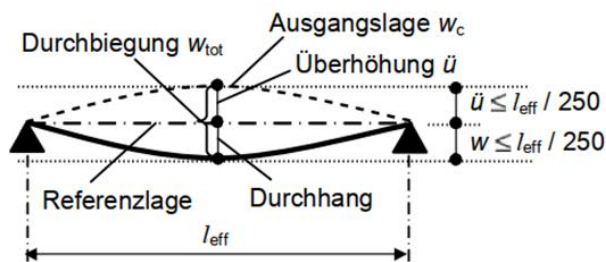 Ausgangslage w_c
Durchbiegung w_tot
Überhöhung ü
ü ≤ l_eff / 250
w ≤ l_eff / 250
Referenzlage
Durchhang
l_eff